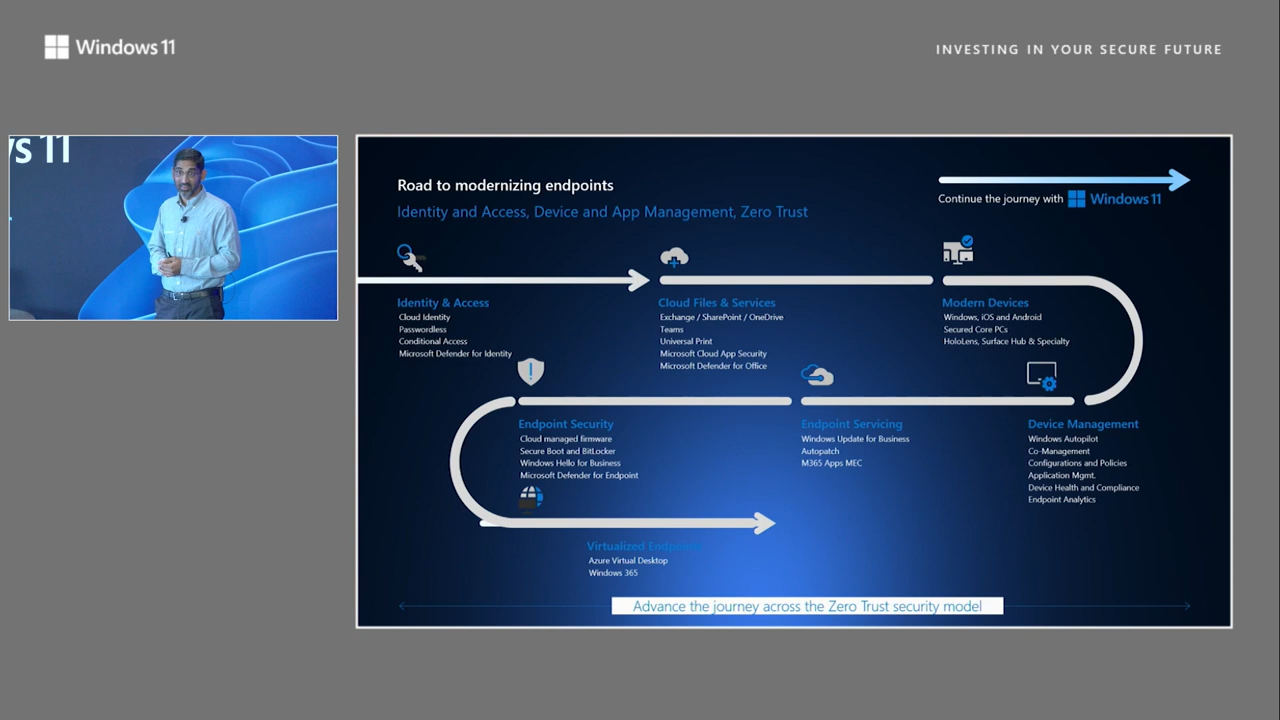 Windows 11
INVESTING IN YOUR SECURE FUTURE
11
Road to modernizing endpoints
Identity and Access, Device and App Management, Zero Trust
Continue the journey with Windows 11
Identity & Access
Cloud Identity
Passwordless
Conditional Access
Microsoft Defender for Identity
Cloud Files & Services
Exchange / SharePoint / OneDrive
Teams
Universal Print
Microsoft Cloud App Security
Microsoft Defender for Office
Modern Devices
Windows, iOS and Android
Secured Core PCs
HoloLens, Surface Hub & Specialty
Endpoint Security
Cloud managed firmware
Secure Boot and BitLocker
Windows Hello for Business
Microsoft Defender for Endpoint
Endpoint Servicing
Windows Update for Business
Autopatch
M365 Apps MEC
Device Management
Windows Autopilot
Co-Management
Configurations and Policies
Application Mgmt.
Device Health and Compliance
Endpoint Analytics
Virtualized Endpoints
Azure Virtual Desktop
Windows 365
Advance the journey across the Zero Trust security model